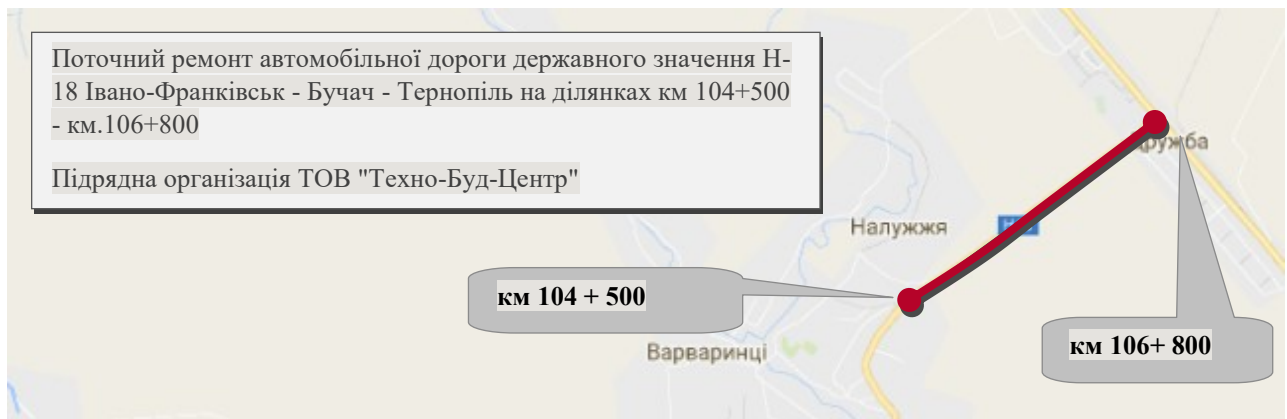 Поточний ремонт автомобільної дороги державного значення Н-
18 Івано-Франківськ - Бучач - Тернопіль на ділянках км 104+500
- км.106+800
Підрядна організація ТОВ "Техно-Буд-Центр"
Дружба
Налужжя
км 104 + 500
км 106+ 800
Варваринці